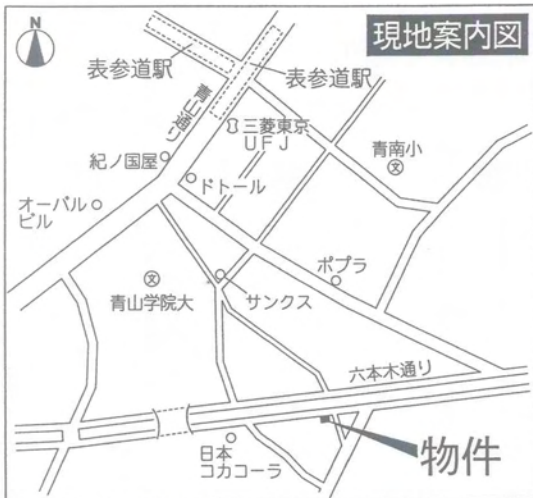 N
現地案内図
表参道駅
表参道駅
青山通り
三菱東京
UFJ
紀ノ国屋
青南小
文
ドトール
オーバル
ビル
文
青山学院大
サンクス
ポプラ
六本木通り
日本
コカコーラ
物件